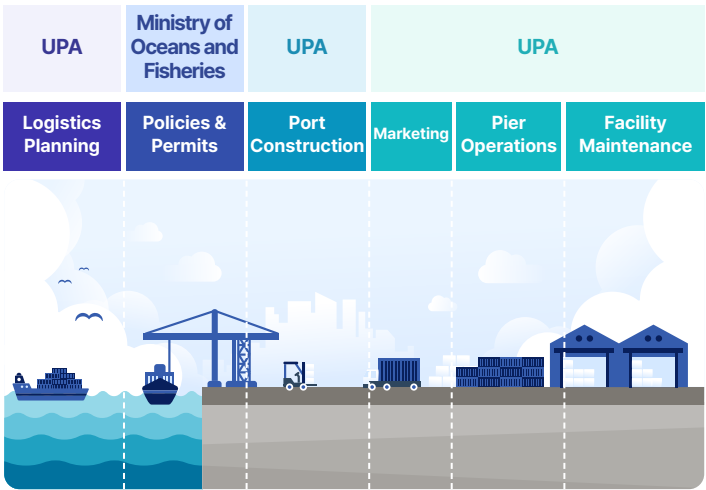 UPA
Ministry of
Oceans and
Fisheries
UPA
UPA
Logistics
Planning
Policies &
Permits
Port
Construction
Marketing
Pier
Operations
Facility
Maintenance